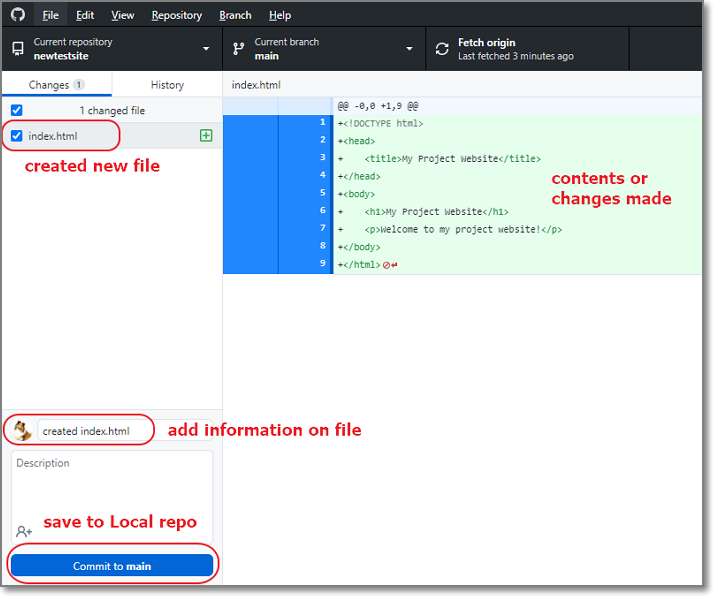 File Edit View Repository Branch Help
Current repository
newtestsite
Current branch
main
Fetch origin
Last fetched 3 minutes ago
Changes 1 History
index.html
1 changed file
index.html
created new file
@@ -0,0 +1,9 @@
1 +<!DOCTYPE html>
2 +<head>
3 +    <title>My Project Website</title>
4 +</head>
5 +<body>
6 +    <h1>My Project Website</h1>
7 +    <p>Welcome to my project website!</p>
8 +</body>
9 +</html>
contents or
changes made
created index.html
add information on file
Description
save to Local repo
Commit to main